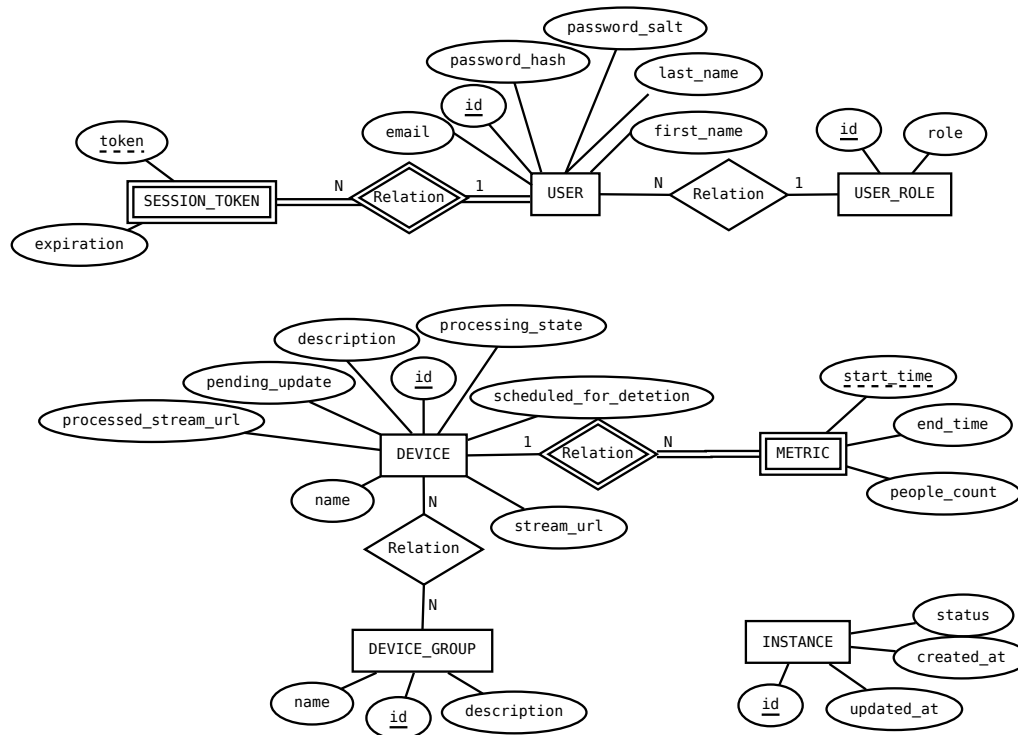 password_salt
password_hash
last_name
id
email
first_name
id
role
token
SESSION_TOKEN
N
Relation
1
USER
N
Relation
1
USER_ROLE
expiration
processing_state
description
id
pending_update
start_time
scheduled_for_detetion
processed_stream_url
end_time
DEVICE
1
Relation
N
METRIC
name
people_count
N
stream_url
Relation
N
DEVICE_GROUP
status
INSTANCE
created_at
name
id
description
id
updated_at